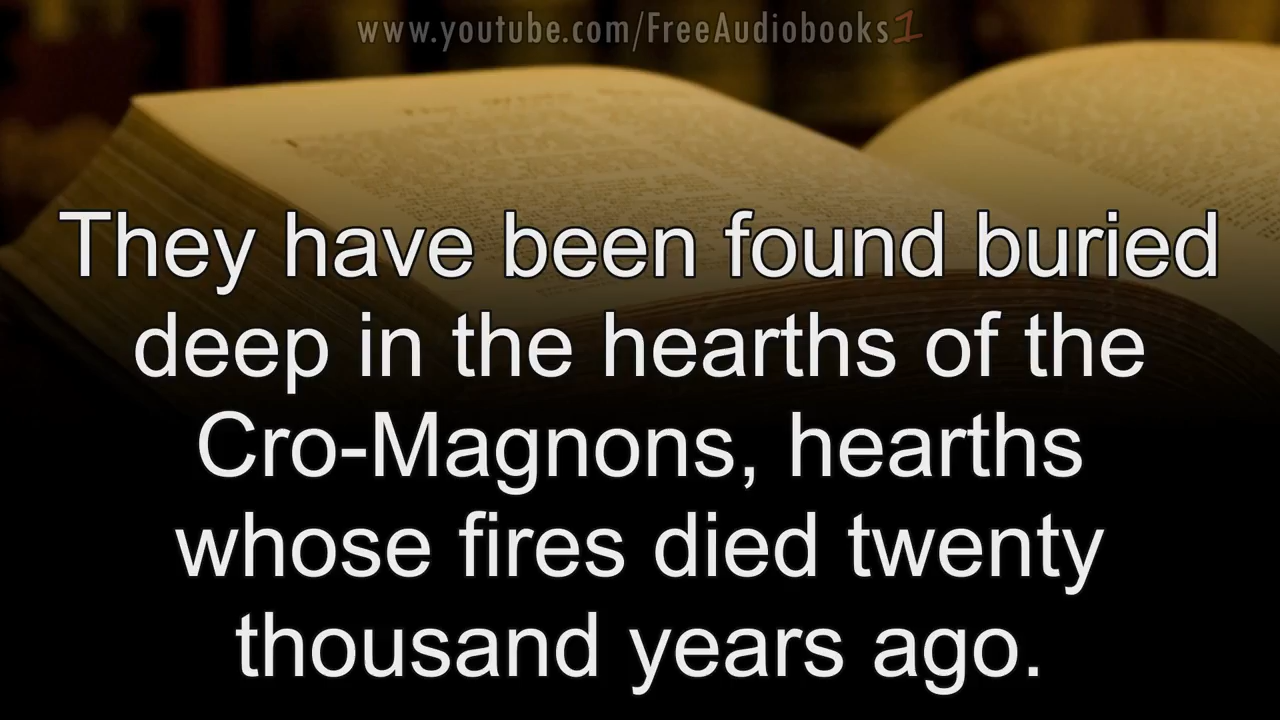 www.youtube.com/FreeAudiobooks1
They have been found buried
deep in the hearths of the
Cro-Magnons, hearths
whose fires died twenty
thousand years ago.